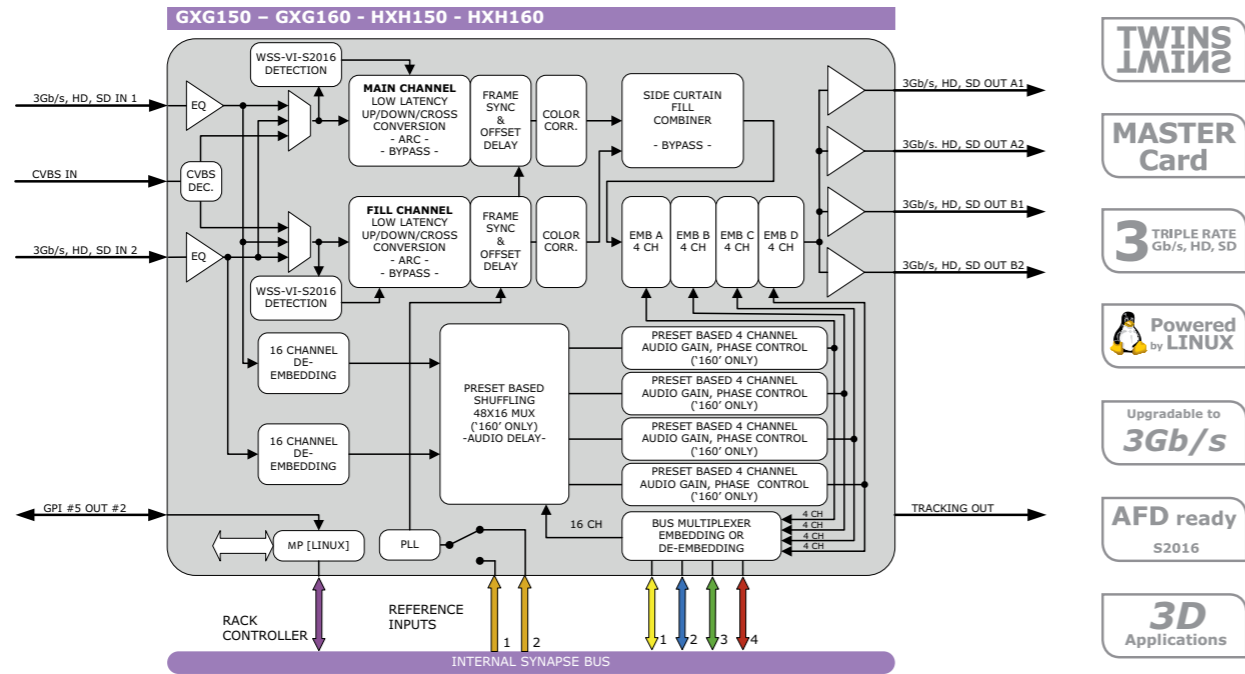 GXG150 – GXG160 - HXH150 - HXH160
3Gb/s, HD, SD IN 1
CVBS IN
3Gb/s, HD, SD IN 2
GPI #5 OUT #2
EQ
CVBS
DEC.
EQ
WSS-VI-S2016
DETECTION
MAIN CHANNEL
LOW LATENCY
UP/DOWN/CROSS
CONVERSION
- ARC -
- BYPASS -
FRAME
SYNC
&
OFFSET
DELAY
COLOR
CORR.
SIDE CURTAIN
FILL
COMBINER
- BYPASS -
FILL CHANNEL
LOW LATENCY
UP/DOWN/CROSS
CONVERSION
- ARC -
- BYPASS -
FRAME
SYNC
&
OFFSET
DELAY
COLOR
CORR.
WSS-VI-S2016
DETECTION
EMB A
4 CH
EMB B
4 CH
EMB C
4 CH
EMB D
4 CH
16 CHANNEL
DE-
EMBEDDING
16 CHANNEL
DE-
EMBEDDING
PRESET BASED
SHUFFLING
48X16 MUX
(‘160’ ONLY)
-AUDIO DELAY-
PRESET BASED 4 CHANNEL
AUDIO GAIN, PHASE CONTROL
(‘160’ ONLY)
PRESET BASED 4 CHANNEL
AUDIO GAIN, PHASE CONTROL
(‘160’ ONLY)
PRESET BASED 4 CHANNEL
AUDIO GAIN, PHASE CONTROL
(‘160’ ONLY)
PRESET BASED 4 CHANNEL
AUDIO GAIN, PHASE CONTROL
(‘160’ ONLY)
MP [LINUX]
PLL
16 CH
BUS MULTIPLEXER
EMBEDDING OR
DE-EMBEDDING
4 CH
4 CH
4 CH
4 CH
3Gb/s, HD, SD OUT A1
3Gb/s. HD, SD OUT A2
3Gb/s, HD, SD OUT B1
3Gb/s, HD, SD OUT B2
TRACKING OUT
RACK
CONTROLLER
REFERENCE
INPUTS
1
2
1
2
3
4
INTERNAL SYNAPSE BUS
TWINS
TWINS
MASTER
Card
3 TRIPLE RATE
Gb/s, HD, SD
Powered
by LINUX
Upgradable to
3Gb/s
AFD ready
S2016
3D
Applications